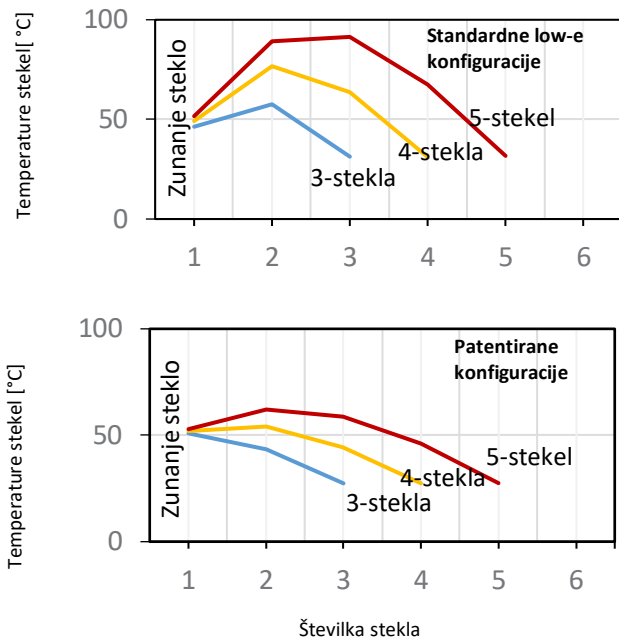 Temperature stekel[ °C]
100
50
0
Zunanje steklo
Standardne low-e
konfiguracije
5-stekel
4-stekla
3-stekla
1 2 3 4 5 6
Temperature stekel [°C]
100
50
0
Zunanje steklo
Patentirane
konfiguracije
5-stekel
4-stekla
3-stekla
1 2 3 4 5 6
Številka stekla